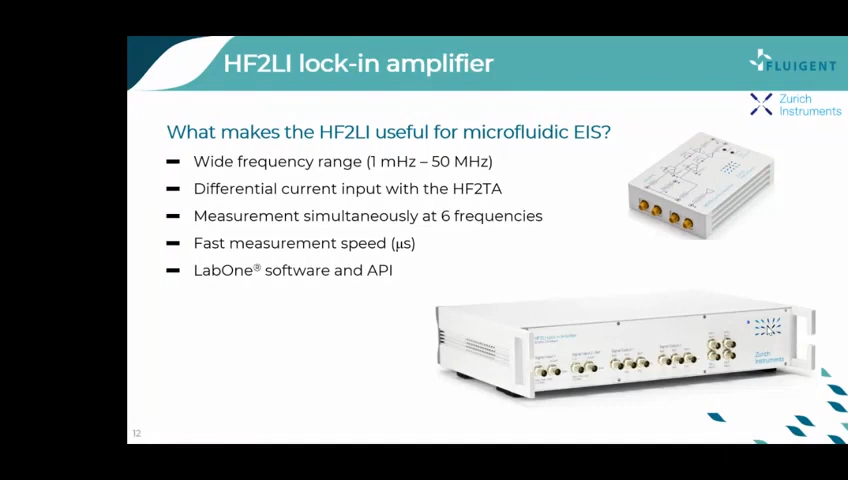 HF2LI lock-in amplifier
FLUIGENT
Zurich
Instruments
What makes the HF2LI useful for microfluidic EIS?
Wide frequency range (1 mHz – 50 MHz)
Differential current input with the HF2TA
Measurement simultaneously at 6 frequencies
Fast measurement speed (µs)
LabOne® software and API
Zurich
Instruments
12